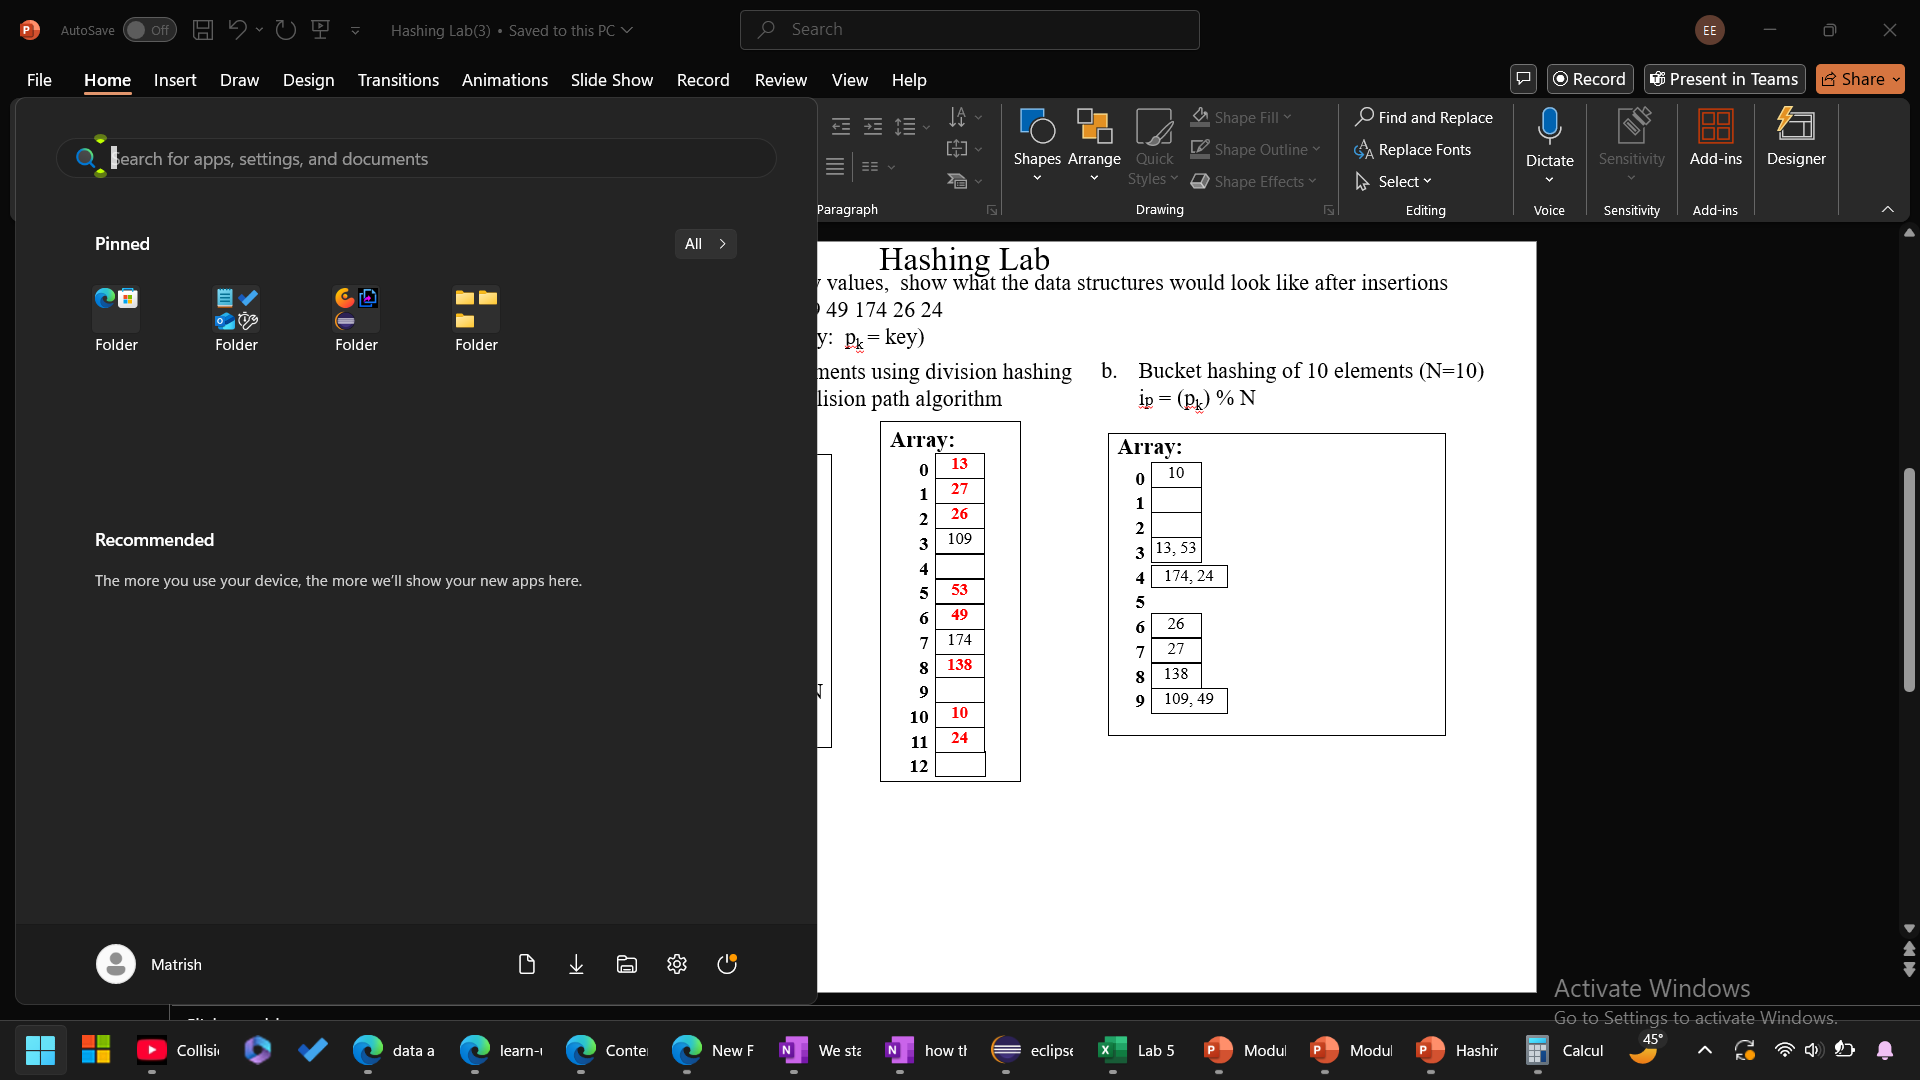 AutoSave Off Hashing Lab(3) • Saved to this PC Search EE
File Home Insert Draw Design Transitions Animations Slide Show Record Review View Help Record Present in Teams Share
Search for apps, settings, and documents
Pinned
All
Folder Folder Folder Folder
Recommended
The more you use your device, the more we'll show your new apps here.
Matrish
Shapes
Arrange
Quick Styles
Shape Fill
Shape Outline
Shape Effects
Find and Replace
Replace Fonts
Select
Dictate
Sensitivity
Add-ins
Designer
Paragraph Drawing Editing Voice Sensitivity Add-ins
Hashing Lab
values, show what the data structures would look like after insertions
49 174 26 24
y: pk = key)
ments using division hashing
lision path algorithm
Array:
0 13
1 27
2 26
3 109
4
5 53
6 49
7 174
8 138
9
10 10
11 24
12
b. Bucket hashing of 10 elements (N=10)
ip = (pk) % N
Array:
0 10
1
2
3 13, 53
4 174, 24
5
6 26
7 27
8 138
9 109, 49
Activate Windows
Go to Settings to activate Windows.
Collisi data a learn-u Conte New F We sta how th eclipse Lab 5 Modul Modul Hashin Calcul 45°